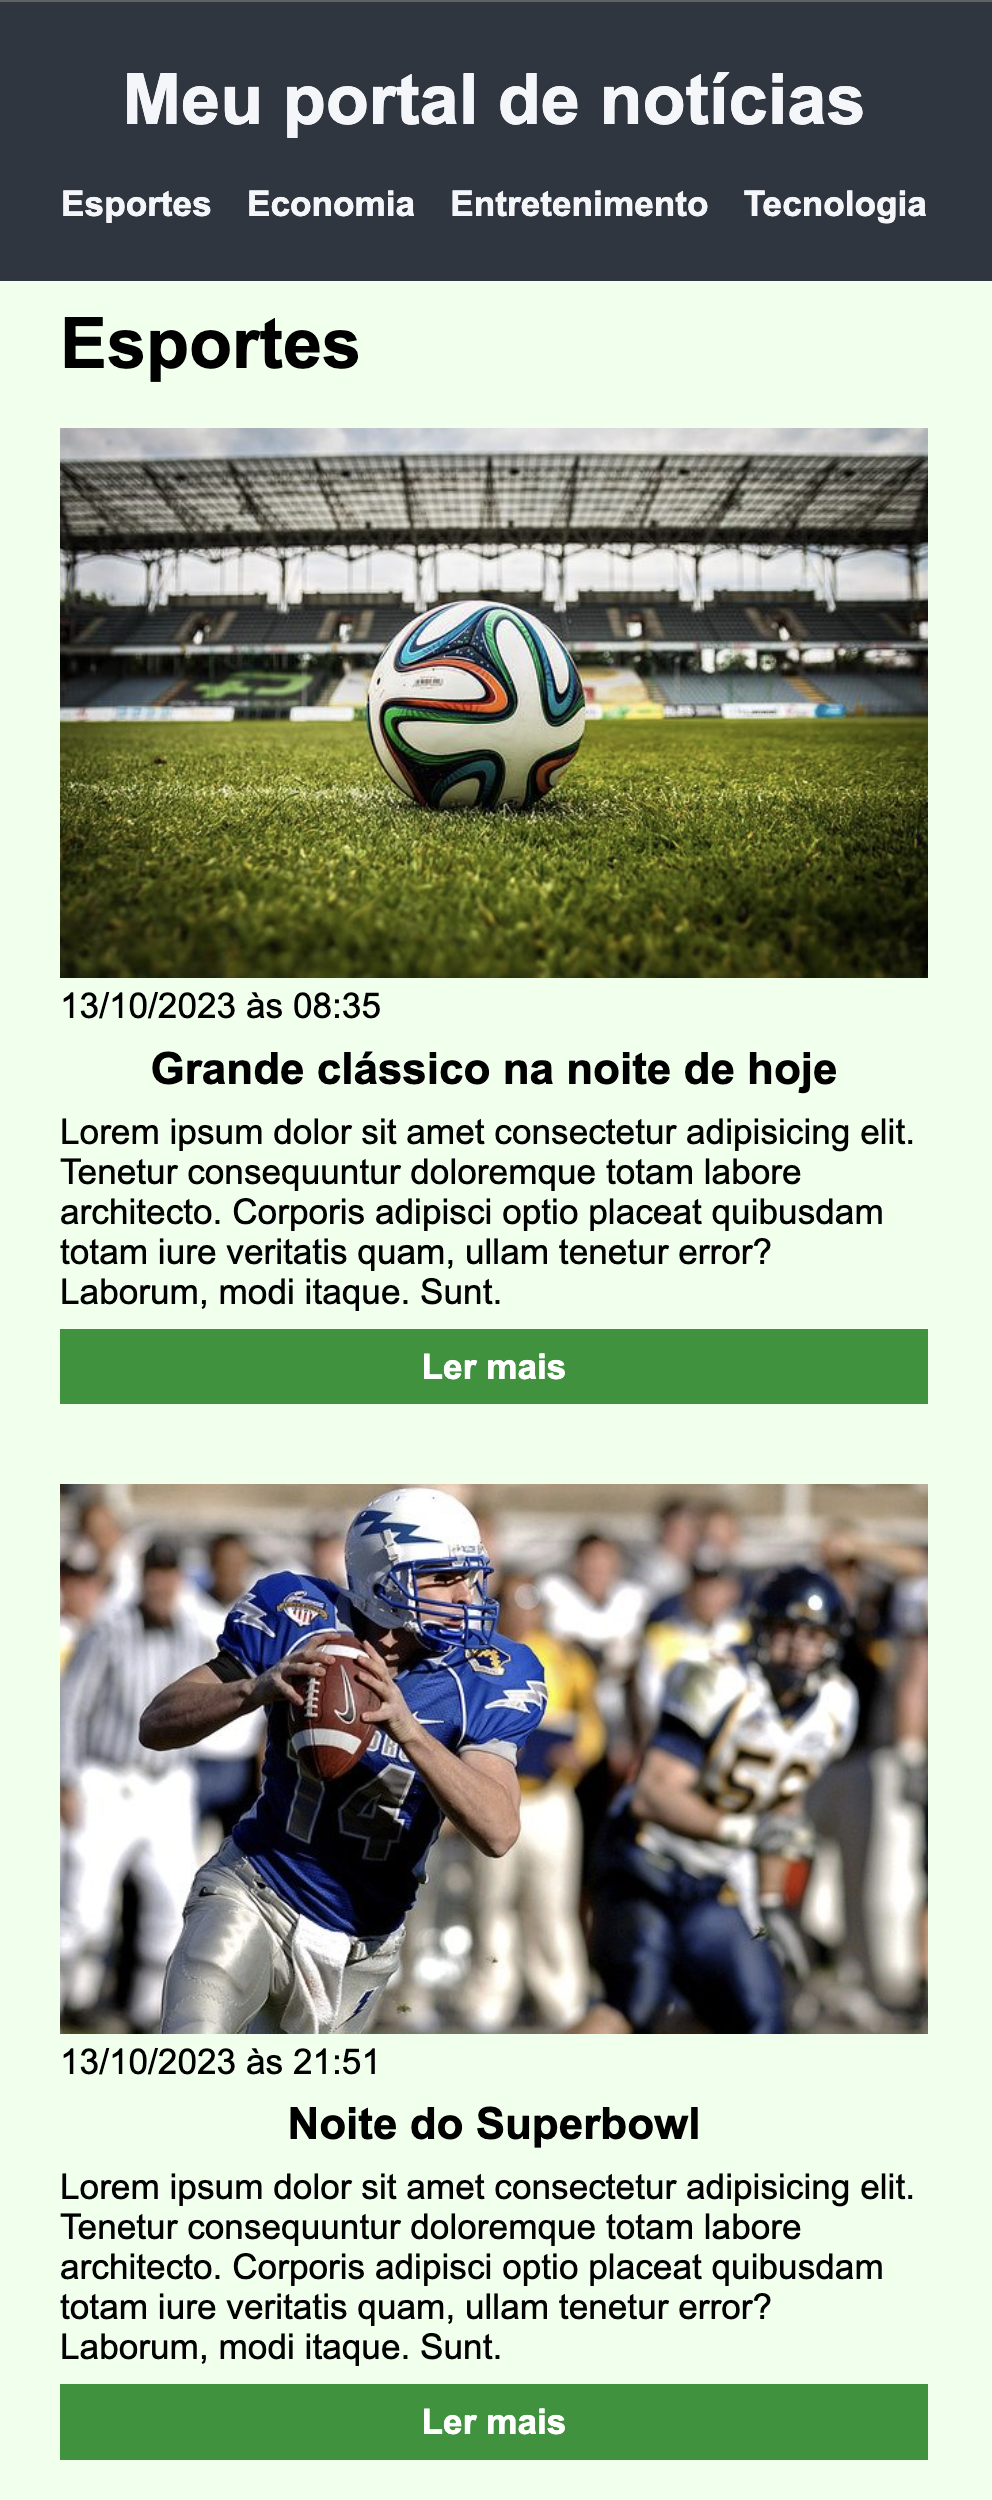 Meu portal de notícias
Esportes Economia Entretenimento Tecnologia
Esportes
13/10/2023 às 08:35
Grande clássico na noite de hoje
Lorem ipsum dolor sit amet consectetur adipisicing elit.
Tenetur consequuntur doloremque totam labore
architecto. Corporis adipisci optio placeat quibusdam
totam iure veritatis quam, ullam tenetur error?
Laborum, modi itaque. Sunt.
Ler mais
14
13/10/2023 às 21:51
Noite do Superbowl
Lorem ipsum dolor sit amet consectetur adipisicing elit.
Tenetur consequuntur doloremque totam labore
architecto. Corporis adipisci optio placeat quibusdam
totam iure veritatis quam, ullam tenetur error?
Laborum, modi itaque. Sunt.
Ler mais